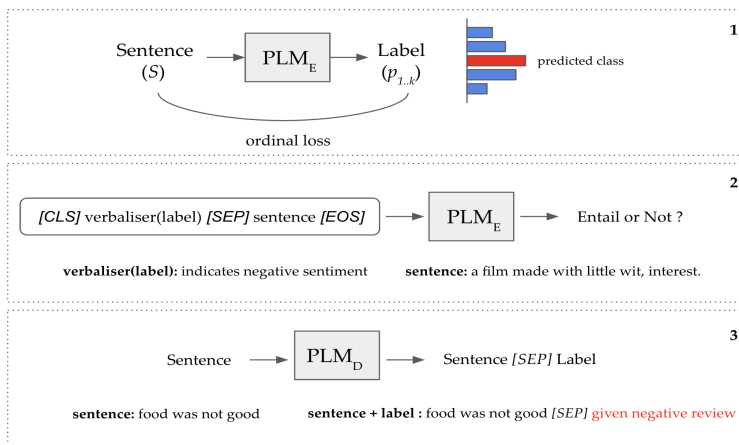 1
Sentence
(S)
PLM_E
Label
(p_1..k)
predicted class
ordinal loss
2
[CLS] verbaliser(label) [SEP] sentence [EOS]
PLM_E
Entail or Not ?
verbaliser(label): indicates negative sentiment
sentence: a film made with little wit, interest.
3
Sentence
PLM_D
Sentence [SEP] Label
sentence: food was not good
sentence + label : food was not good [SEP] given negative review